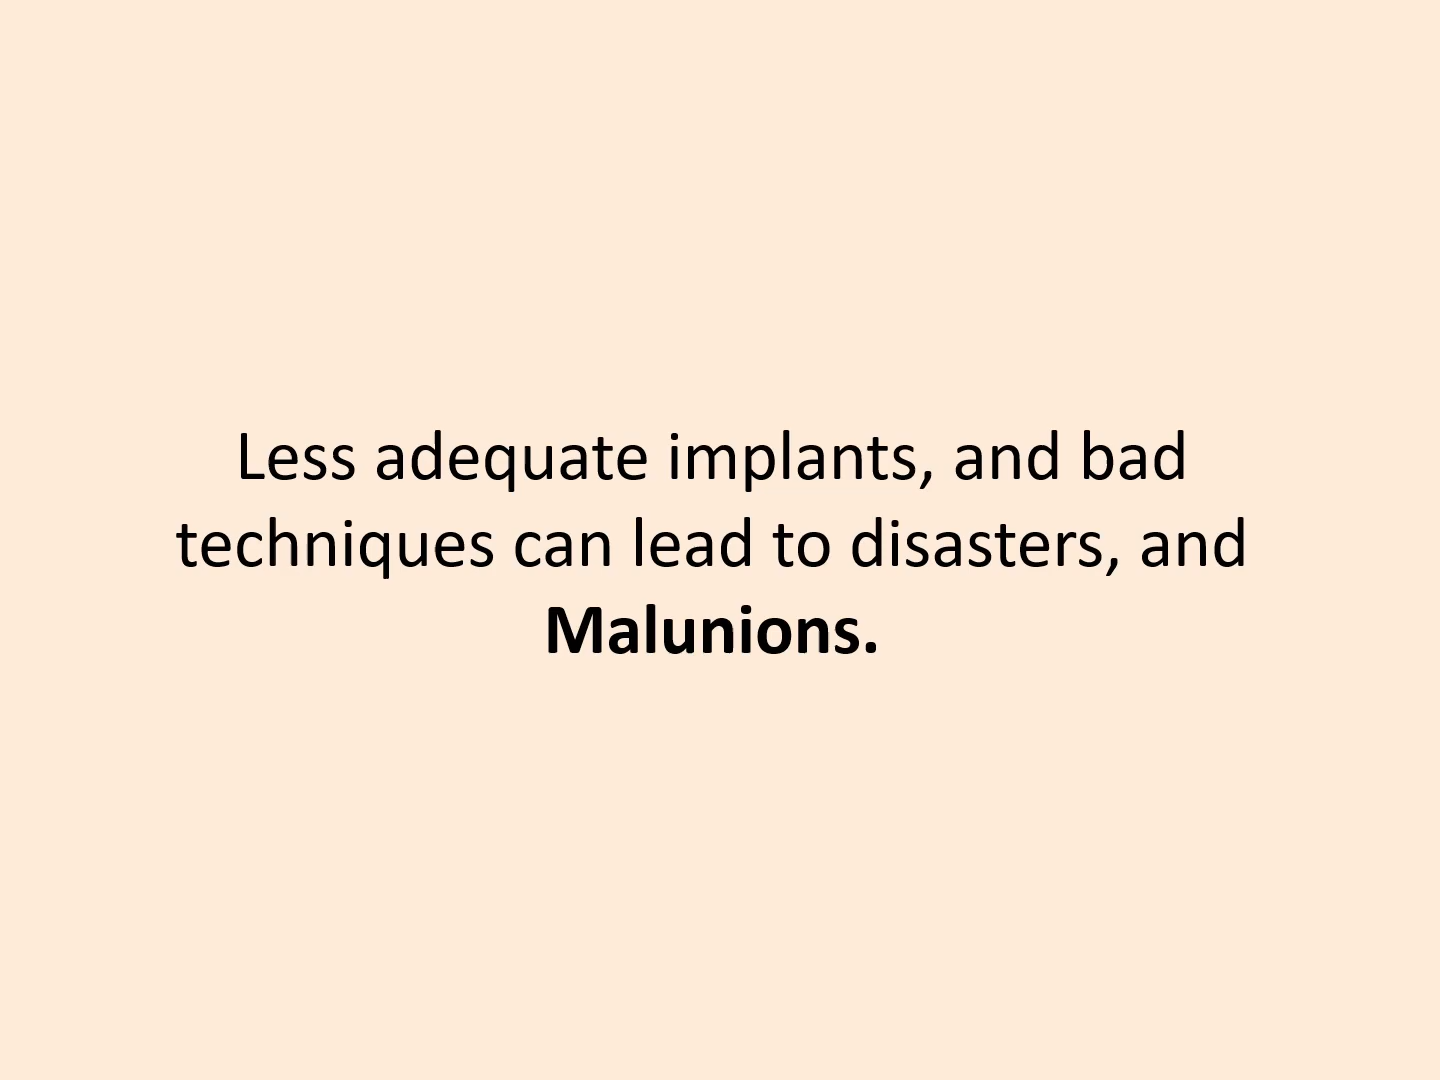 Less adequate implants, and bad
techniques can lead to disasters, and
Malunions.